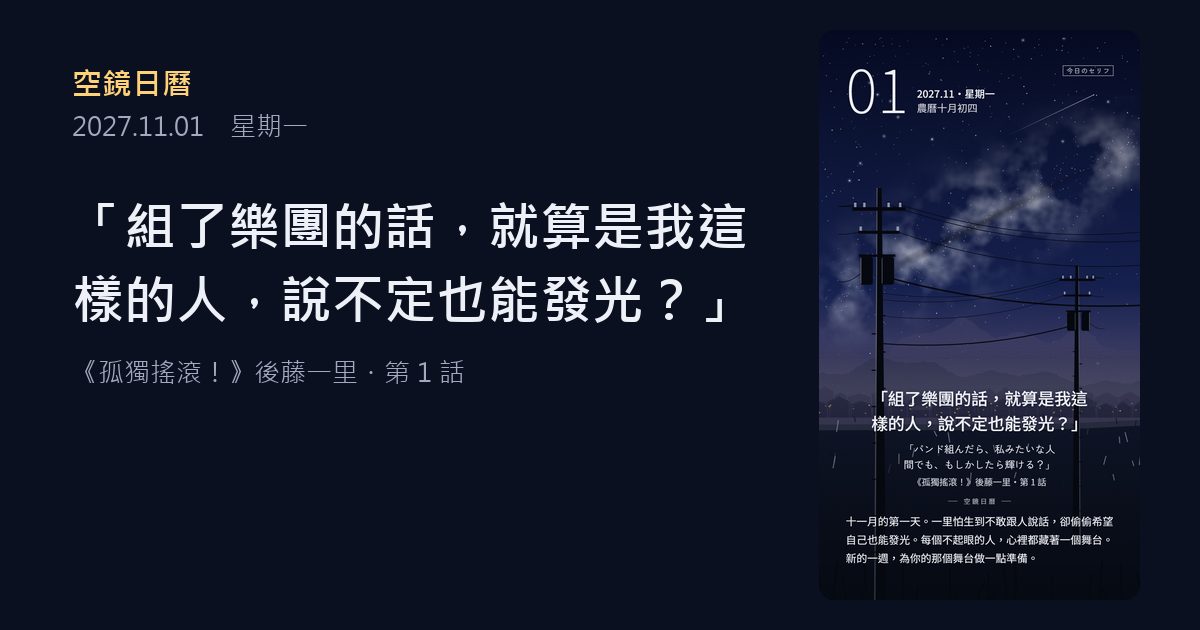 空鏡日曆
2027.11.01　星期一
「組了樂團的話，就算是我這
樣的人，說不定也能發光？」
《孤獨搖滾！》後藤一里・第 1 話
01
2027.11・星期一
農曆十月初四
今日のセリフ
「組了樂團的話，就算是我這
樣的人，說不定也能發光？」
「バンド組んだら、私みたいな人
間でも、もしかしたら輝ける？」
《孤獨搖滾！》後藤一里・第 1 話
— 空鏡日曆 —
十一月的第一天。一里怕生到不敢跟人說話，卻偷偷希望
自己也能發光。每個不起眼的人，心裡都藏著一個舞台。
新的一週，為你的那個舞台做一點準備。